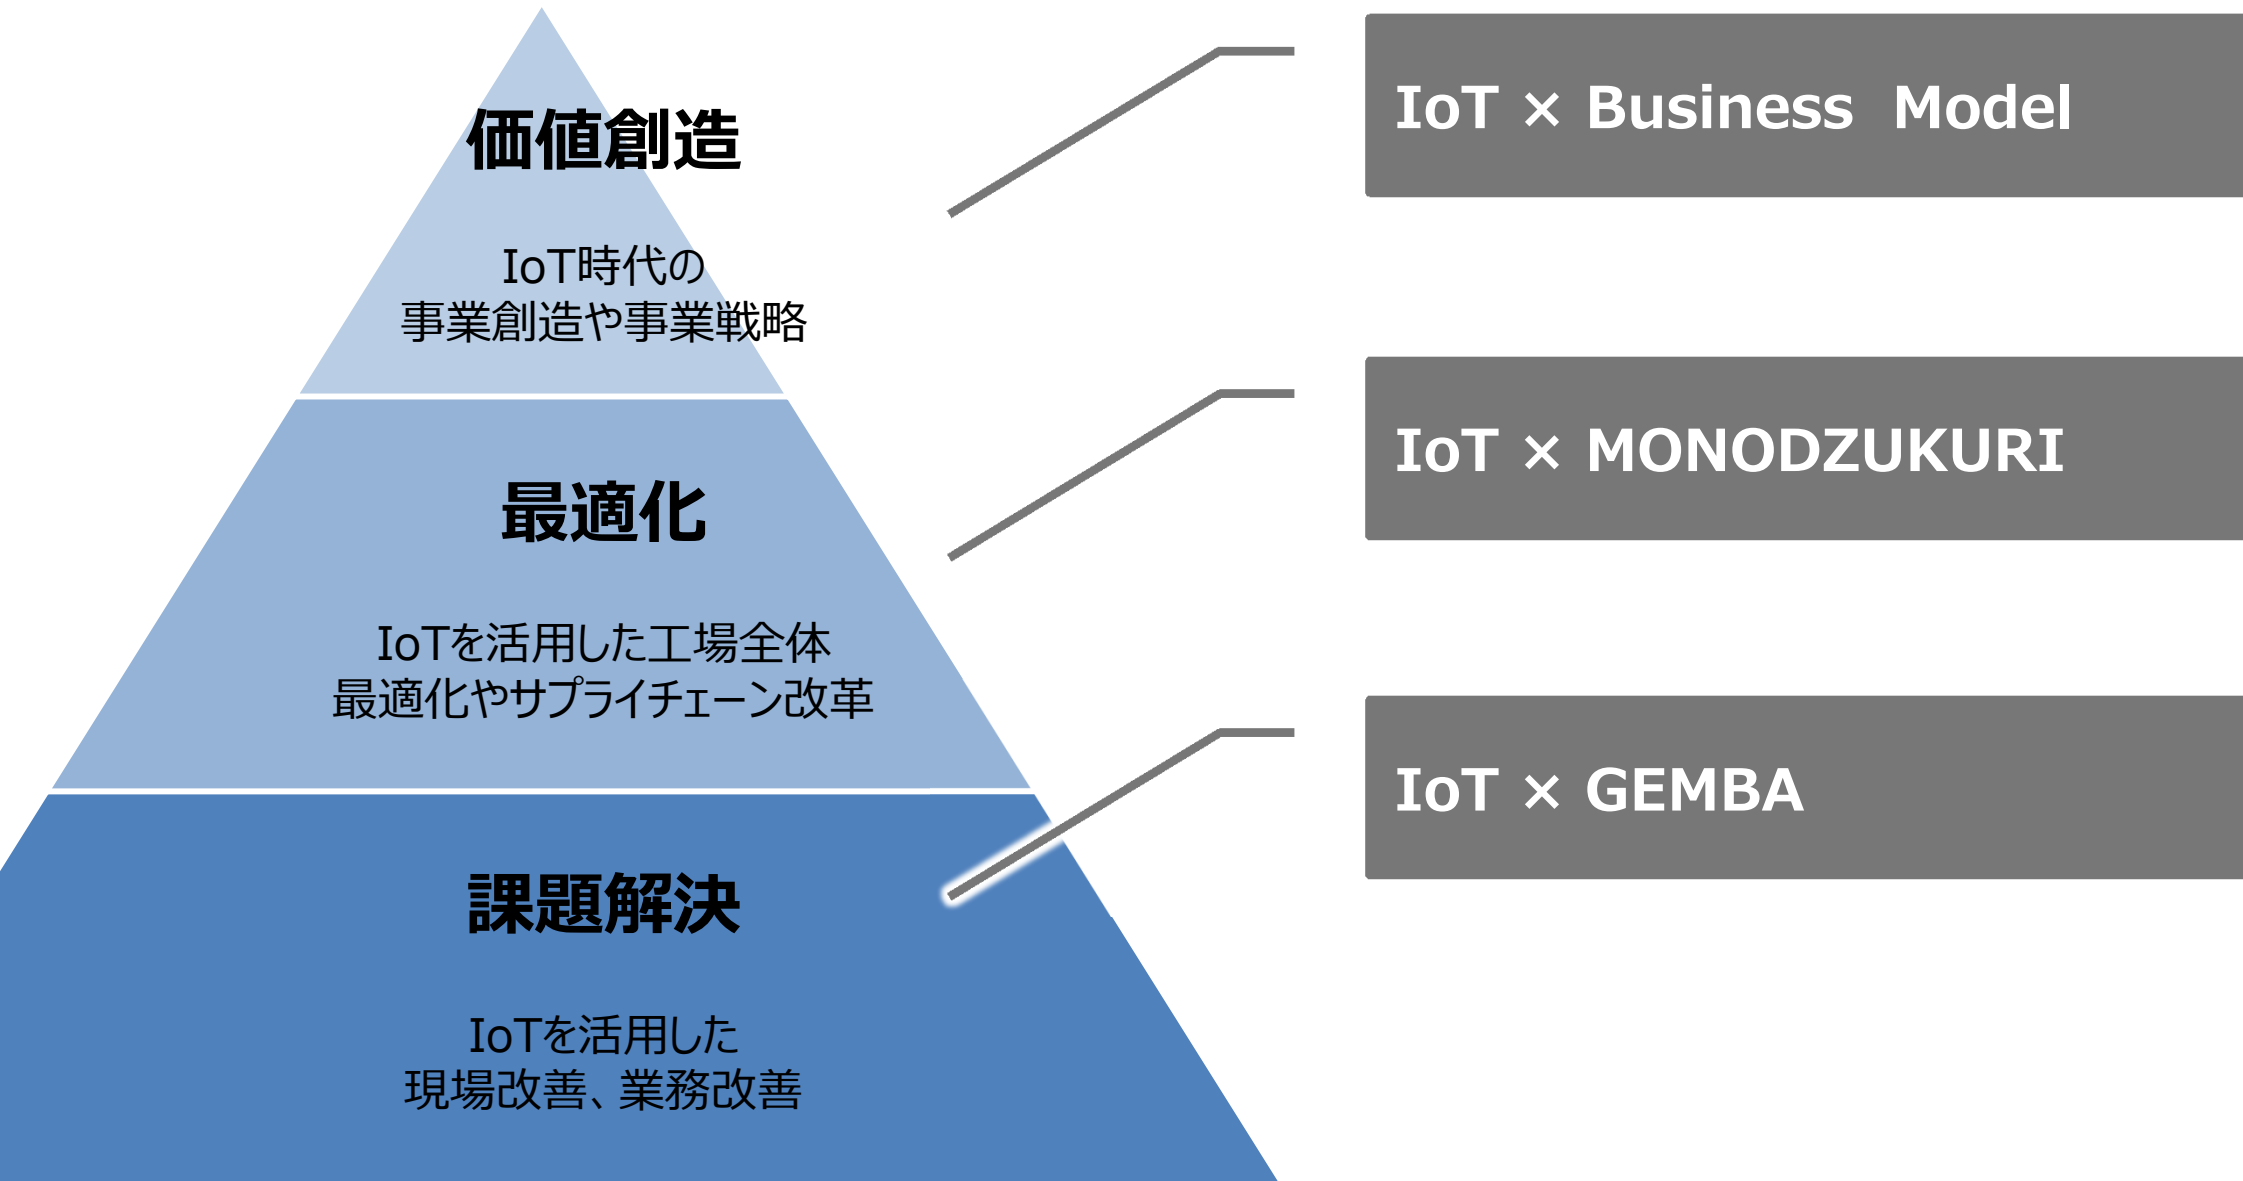 価値創造
IoT時代の
事業創造や事業戦略
IoT × Business Model
最適化
IoTを活用した工場全体
最適化やサプライチェーン改革
IoT × MONODZUKURI
課題解決
IoTを活用した
現場改善、業務改善
IoT × GEMBA